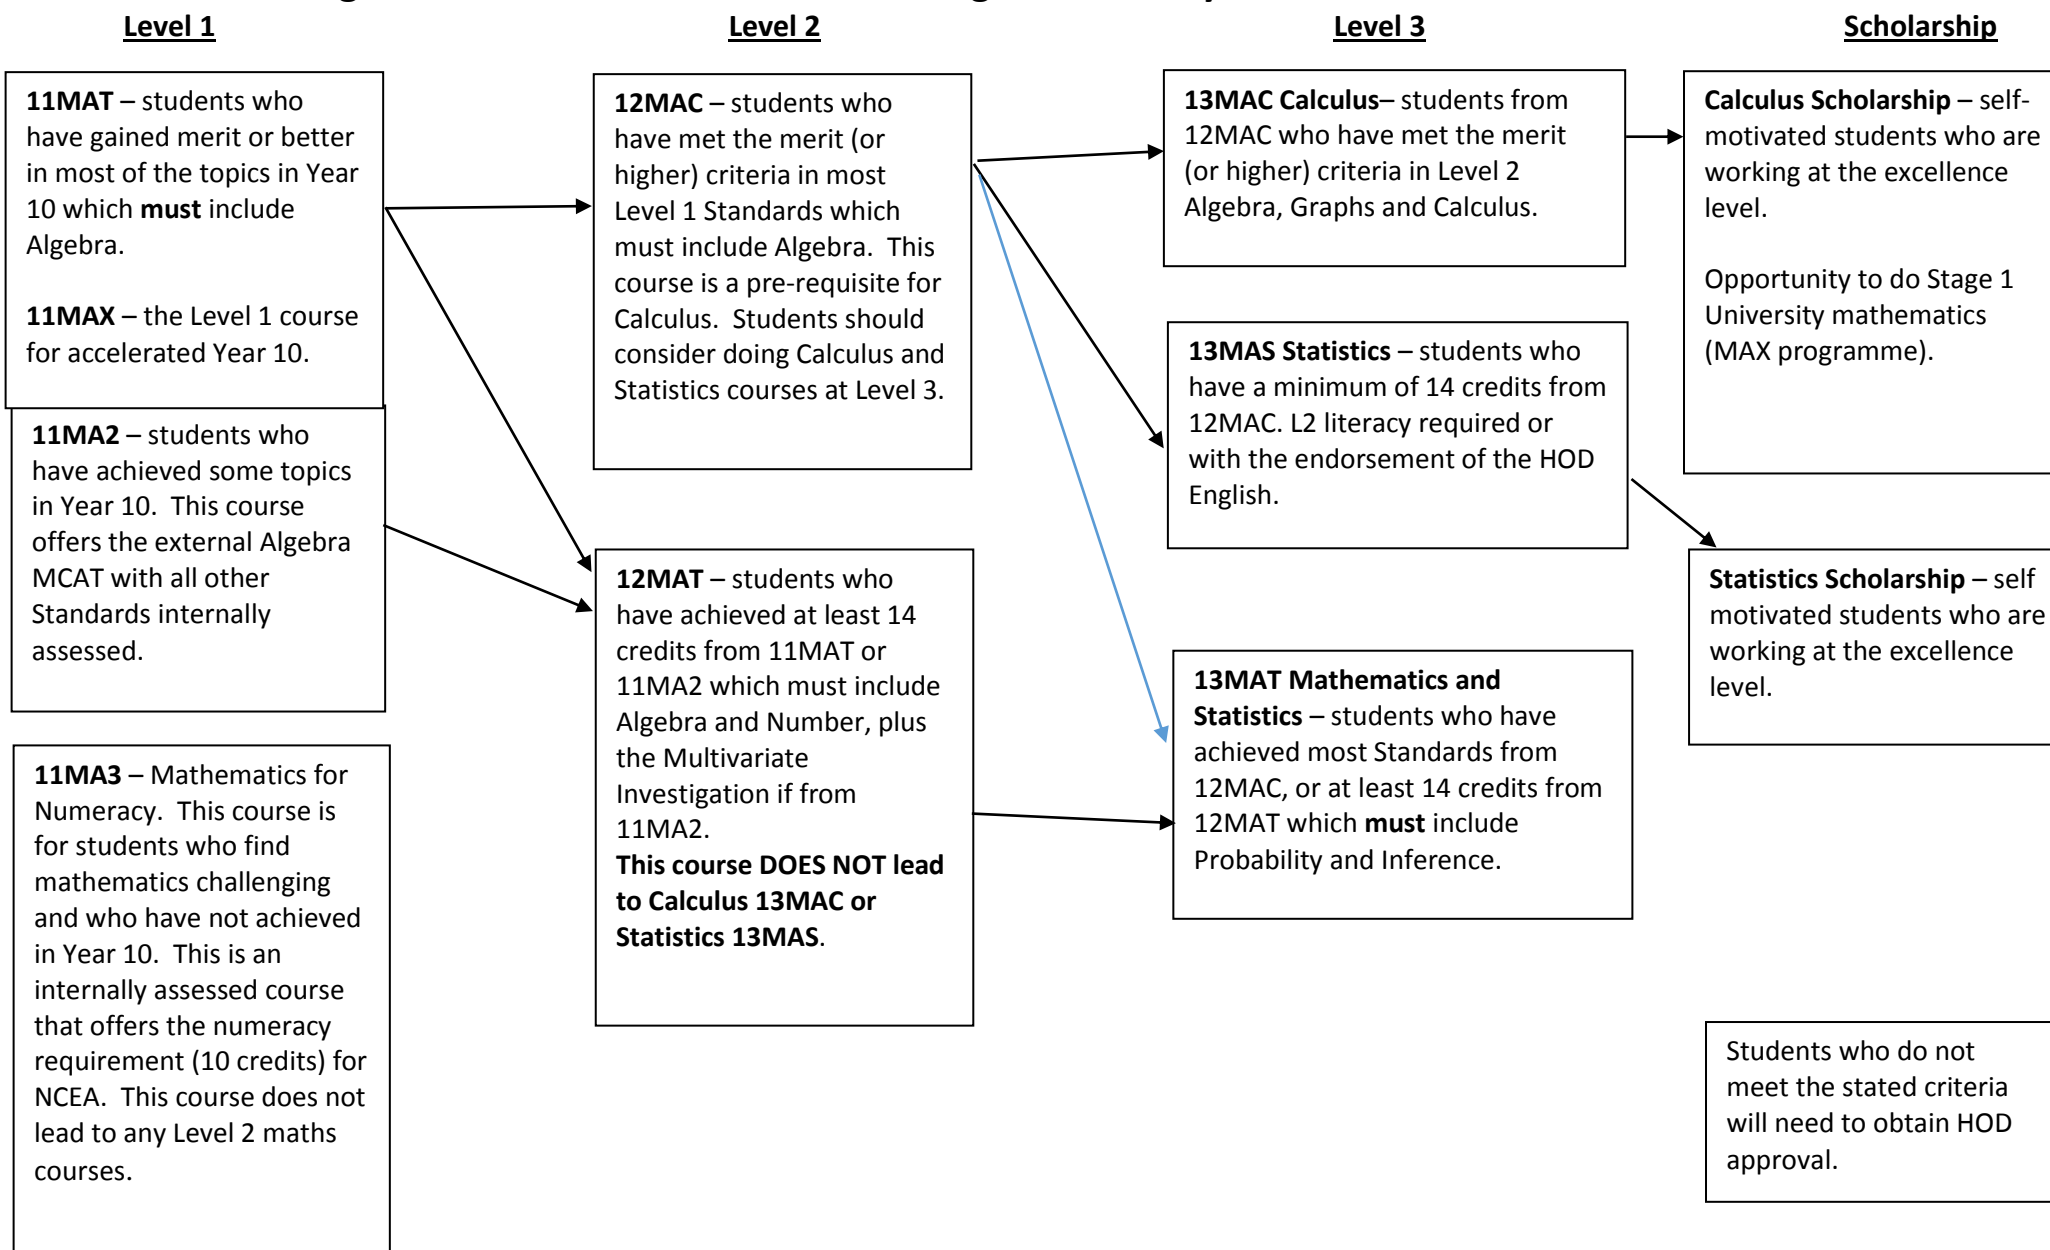 Level 1
Level 2
Level 3
Scholarship
11MAT – students who
have gained merit or better
in most of the topics in Year
10 which must include
Algebra.
11MAX – the Level 1 course
for accelerated Year 10.
11MA2 – students who
have achieved some topics
in Year 10.  This course
offers the external Algebra
MCAT with all other
Standards internally
assessed.
11MA3 – Mathematics for
Numeracy.  This course is
for students who find
mathematics challenging
and who have not achieved
in Year 10.  This is an
internally assessed course
that offers the numeracy
requirement (10 credits) for
NCEA.  This course does not
lead to any Level 2 maths
courses.
12MAC – students who
have met the merit (or
higher) criteria in most
Level 1 Standards which
must include Algebra.  This
course is a pre-requisite for
Calculus.  Students should
consider doing Calculus and
Statistics courses at Level 3.
12MAT – students who
have achieved at least 14
credits from 11MAT or
11MA2 which must include
Algebra and Number, plus
the Multivariate
Investigation if from
11MA2.
This course DOES NOT lead
to Calculus 13MAC or
Statistics 13MAS.
13MAC Calculus– students from
12MAC who have met the merit
(or higher) criteria in Level 2
Algebra, Graphs and Calculus.
13MAS Statistics – students who
have a minimum of 14 credits from
12MAC. L2 literacy required or
with the endorsement of the HOD
English.
13MAT Mathematics and
Statistics – students who have
achieved most Standards from
12MAC, or at least 14 credits from
12MAT which must include
Probability and Inference.
Calculus Scholarship – self-
motivated students who are
working at the excellence
level.
Opportunity to do Stage 1
University mathematics
(MAX programme).
Statistics Scholarship – self
motivated students who are
working at the excellence
level.
Students who do not
meet the stated criteria
will need to obtain HOD
approval.